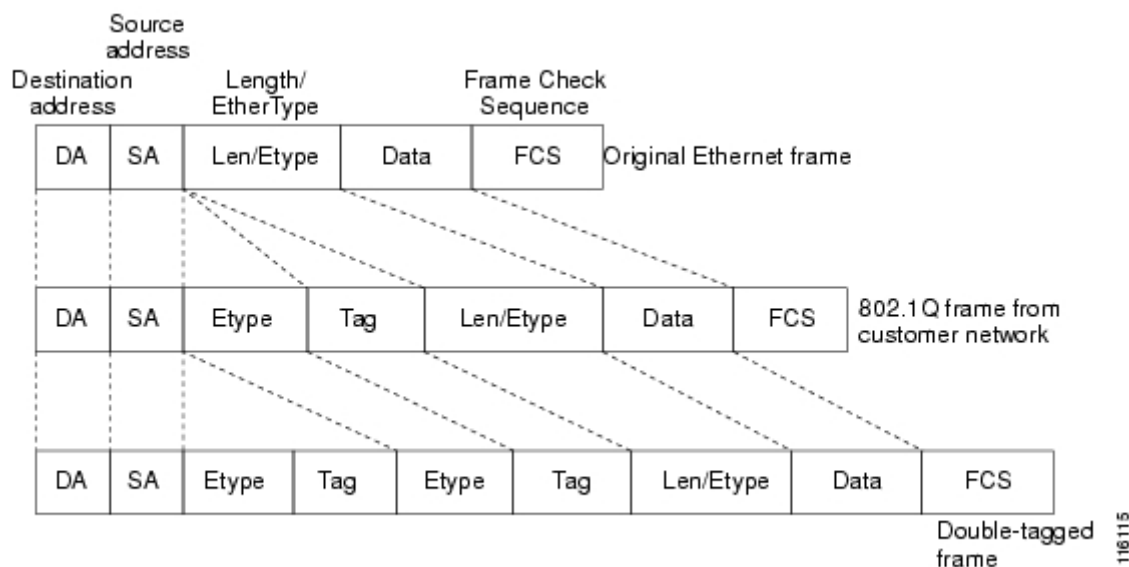 Source
address
Destination
address
Length/
EtherType
Frame Check
Sequence
DA SA Len/Etype Data FCS Original Ethernet frame
DA SA Etype Tag Len/Etype Data FCS 802.1Q frame from
customer network
DA SA Etype Tag Etype Tag Len/Etype Data FCS
Double-tagged
frame
116115